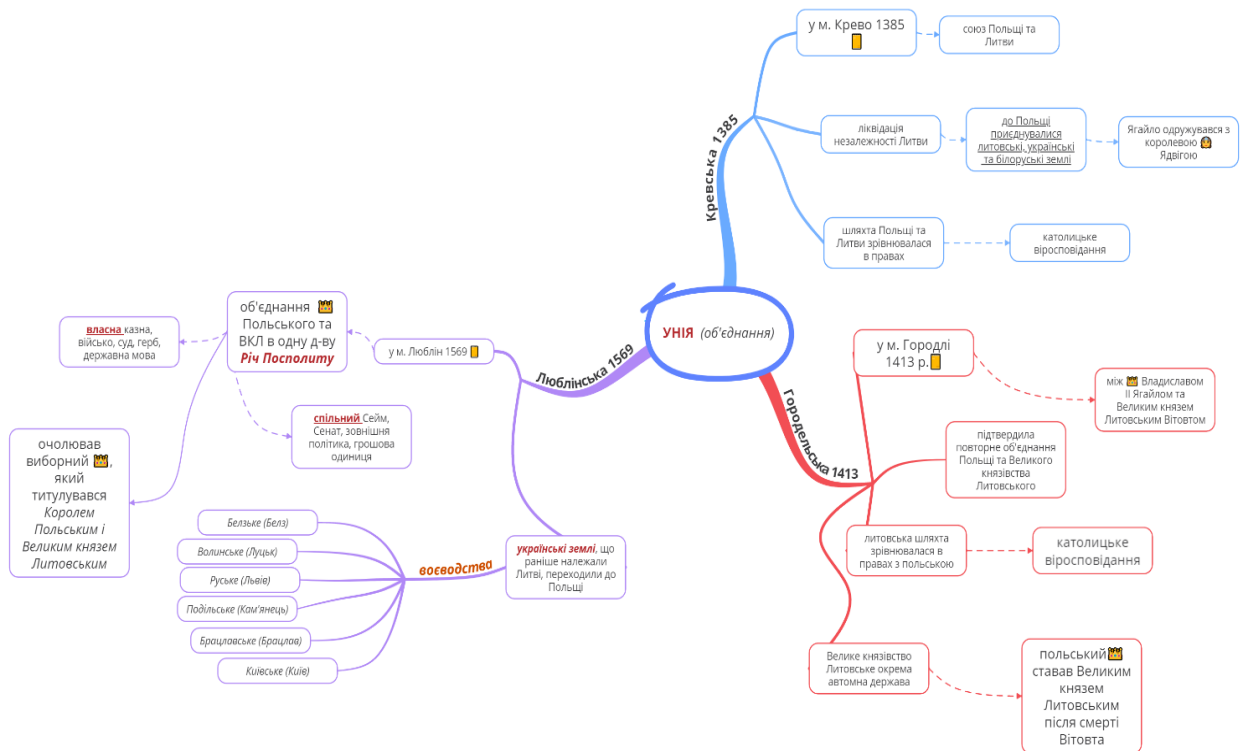 УНІЯ (об'єднання)
Кревська 1385
у м. Крево 1385
союз Польщі та
Литви
ліквідація
незалежності Литви
до Польщі
приєднувалися
литовські, українські
та білоруські землі
Ягайло одружувався з
королевою
Ядвігою
шляхта Польщі та
Литви зрівнювалася
в правах
католицьке
віросповідання
Городельська 1413
у м. Городлі
1413 р.
між Владиславом
ІІ Ягайлом та
Великим князем
Литовським Вітовтом
підтвердила
повторне об'єднання
Польщі та Великого
князівства
Литовського
литовська шляхта
зрівнювалася в
правах з польською
католицьке
віросповідання
Велике князівство
Литовське окрема
автомна держава
польський
ставав Великим
князем
Литовським
після смерті
Вітовта
Люблінська 1569
у м. Люблін 1569
об'єднання
Польського та
ВКЛ в одну д-ву
Річ Посполиту
власна казна,
військо, суд, герб,
державна мова
спільний Сейм,
Сенат, зовнішня
політика, грошова
одиниця
очолював
виборний ,
який
титулувався
Королем
Польським і
Великим князем
Литовським
українські землі, що
раніше належали
Литві, переходили до
Польщі
воєводства
Белзьке (Белз)
Волинське (Луцьк)
Руське (Львів)
Подільське (Кам'янець)
Брацлавське (Брацлав)
Київське (Київ)